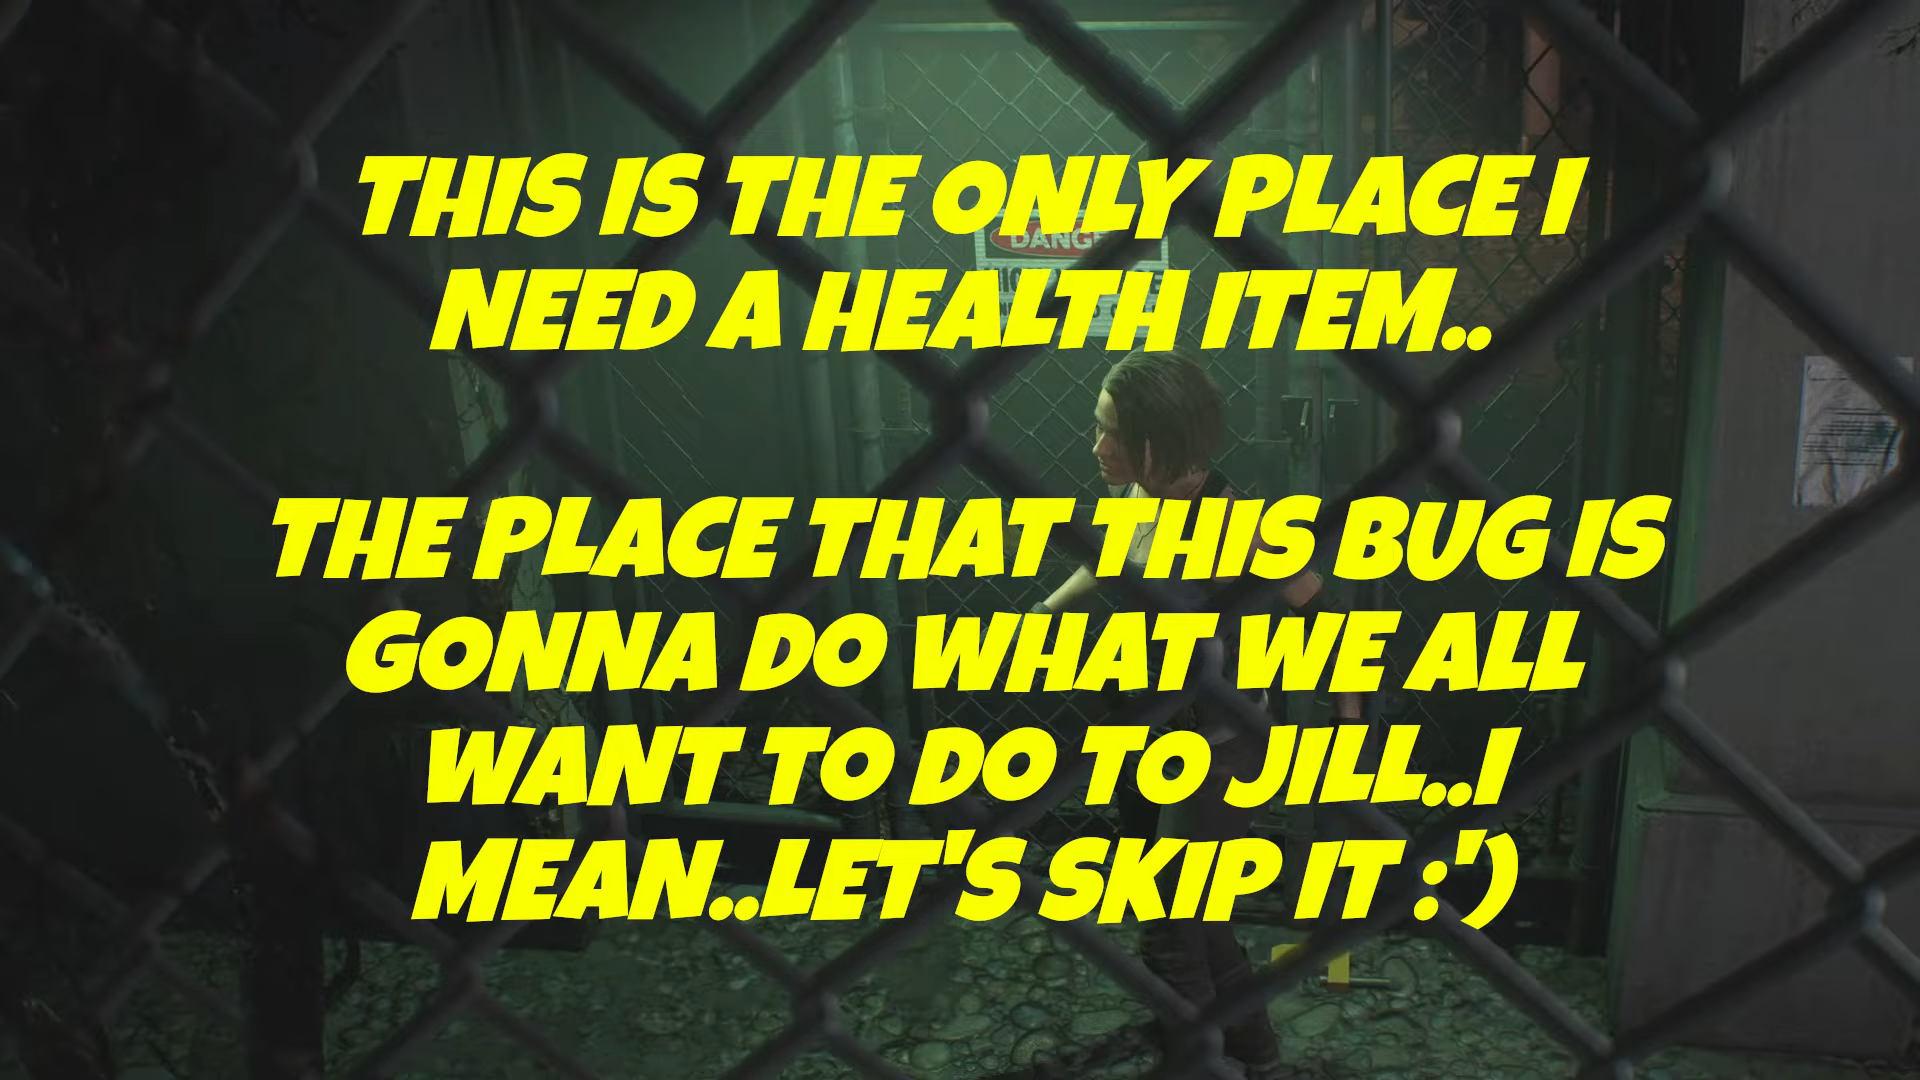 THIS IS THE ONLY PLACE I
NEED A HEALTH ITEM..
THE PLACE THAT THIS BUG IS
GONNA DO WHAT WE ALL
WANT TO DO TO JILL..I
MEAN..LET'S SKIP IT :')
DANGE